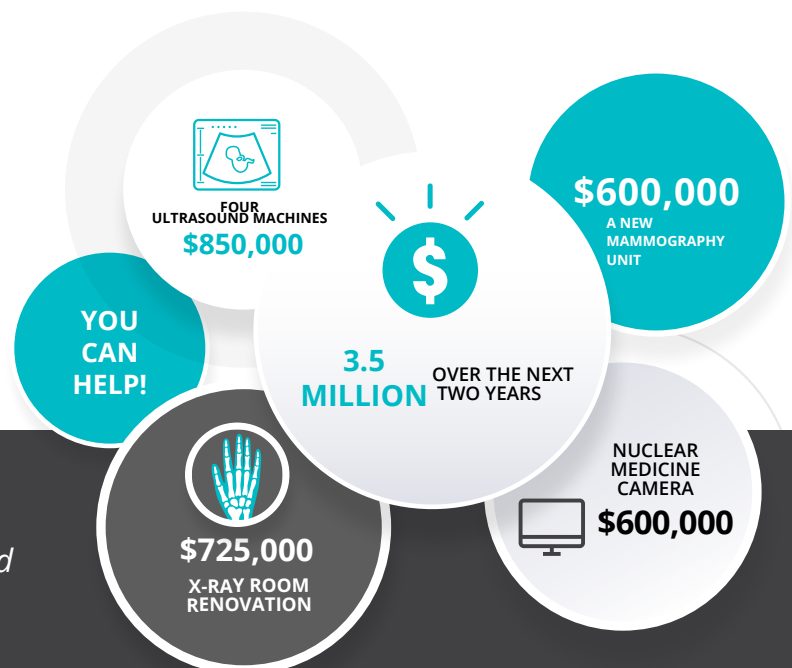 FOUR
ULTRASOUND MACHINES
$850,000
$600,000
A NEW
MAMMOGRAPHY
UNIT
YOU
CAN
HELP!
$
3.5
MILLION
OVER THE NEXT
TWO YEARS
$725,000
X-RAY ROOM
RENOVATION
NUCLEAR
MEDICINE
CAMERA
$600,000